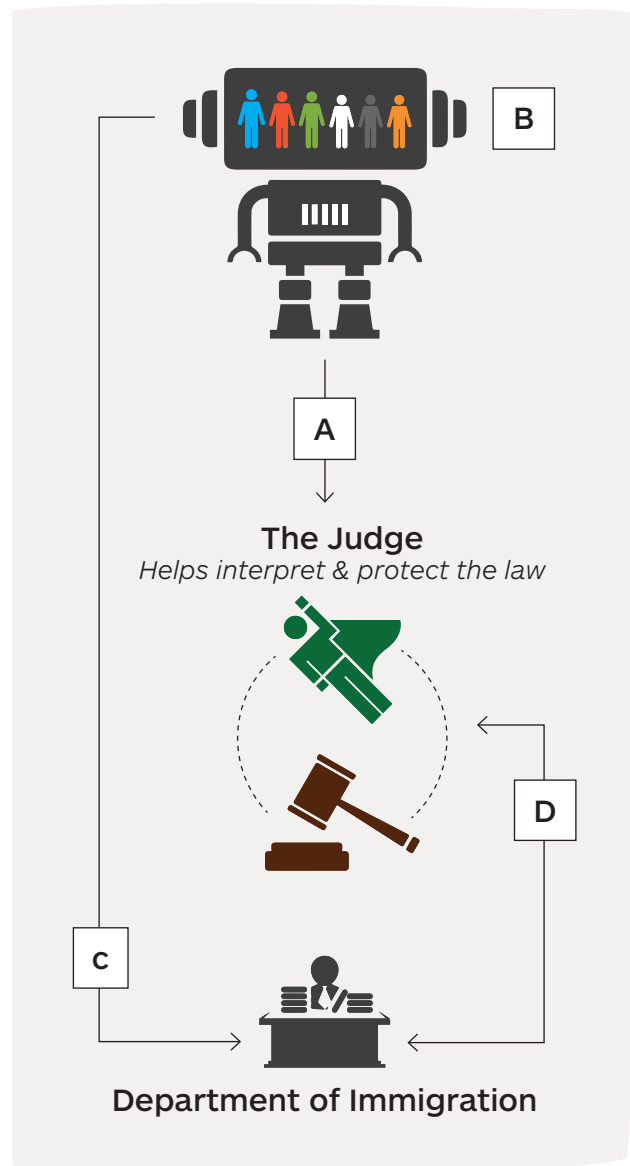 B
A
The Judge
Helps interpret & protect the law
D
C
Department of Immigration